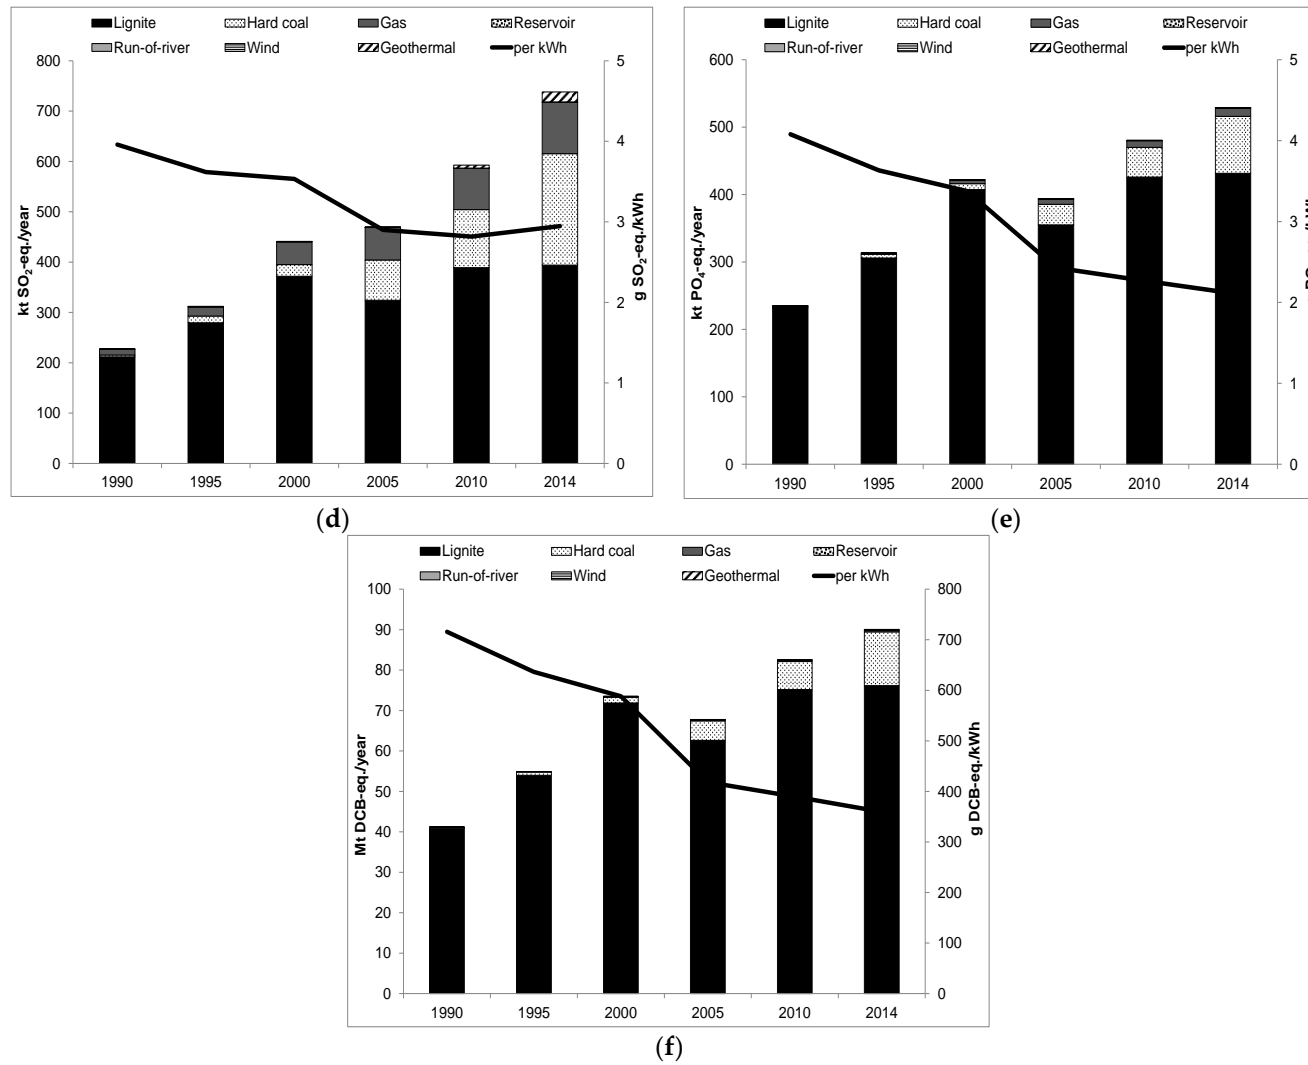 Lignite Hard coal Gas Reservoir
Run-of-river Wind Geothermal per kWh
800 5
700
4
600
500
3
400
2
300
200
1
100
0 0
kt SO₂-eq./year
g SO₂-eq./kWh
1990 1995 2000 2005 2010 2014
(d)
Lignite Hard coal Gas Reservoir
Run-of-river Wind Geothermal per kWh
600 5
500
4
400
3
300
2
200
1
100
0 0
kt PO₄-eq./year
1990 1995 2000 2005 2010 2014
(e)
Lignite Hard coal Gas Reservoir
Run-of-river Wind Geothermal per kWh
100 800
90
700
80
600
70
60
500
50
400
40
300
30
200
20
100
10
0 0
Mt DCB-eq./year
g DCB-eq./kWh
1990 1995 2000 2005 2010 2014
(f)